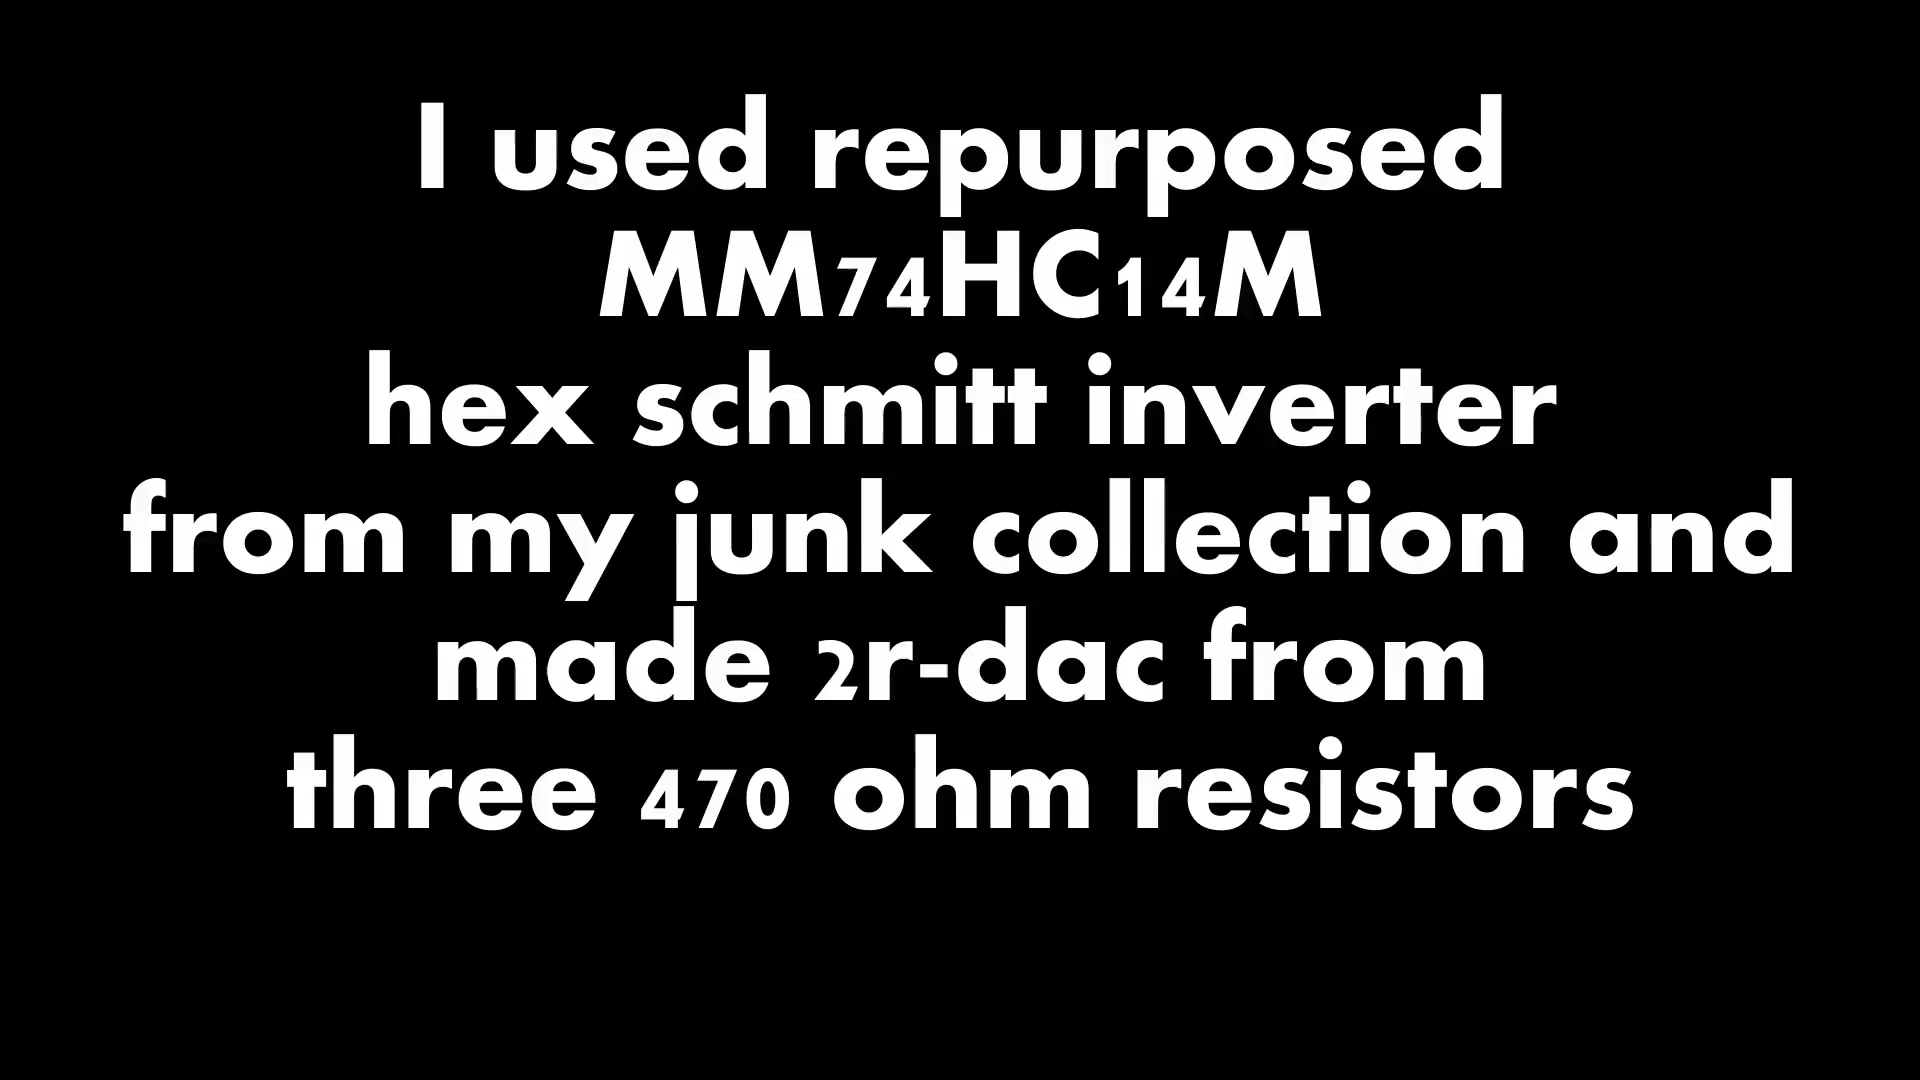 I used repurposed
MM74HC14M
hex schmitt inverter
from my junk collection and
made 2r-dac from
three 470 ohm resistors